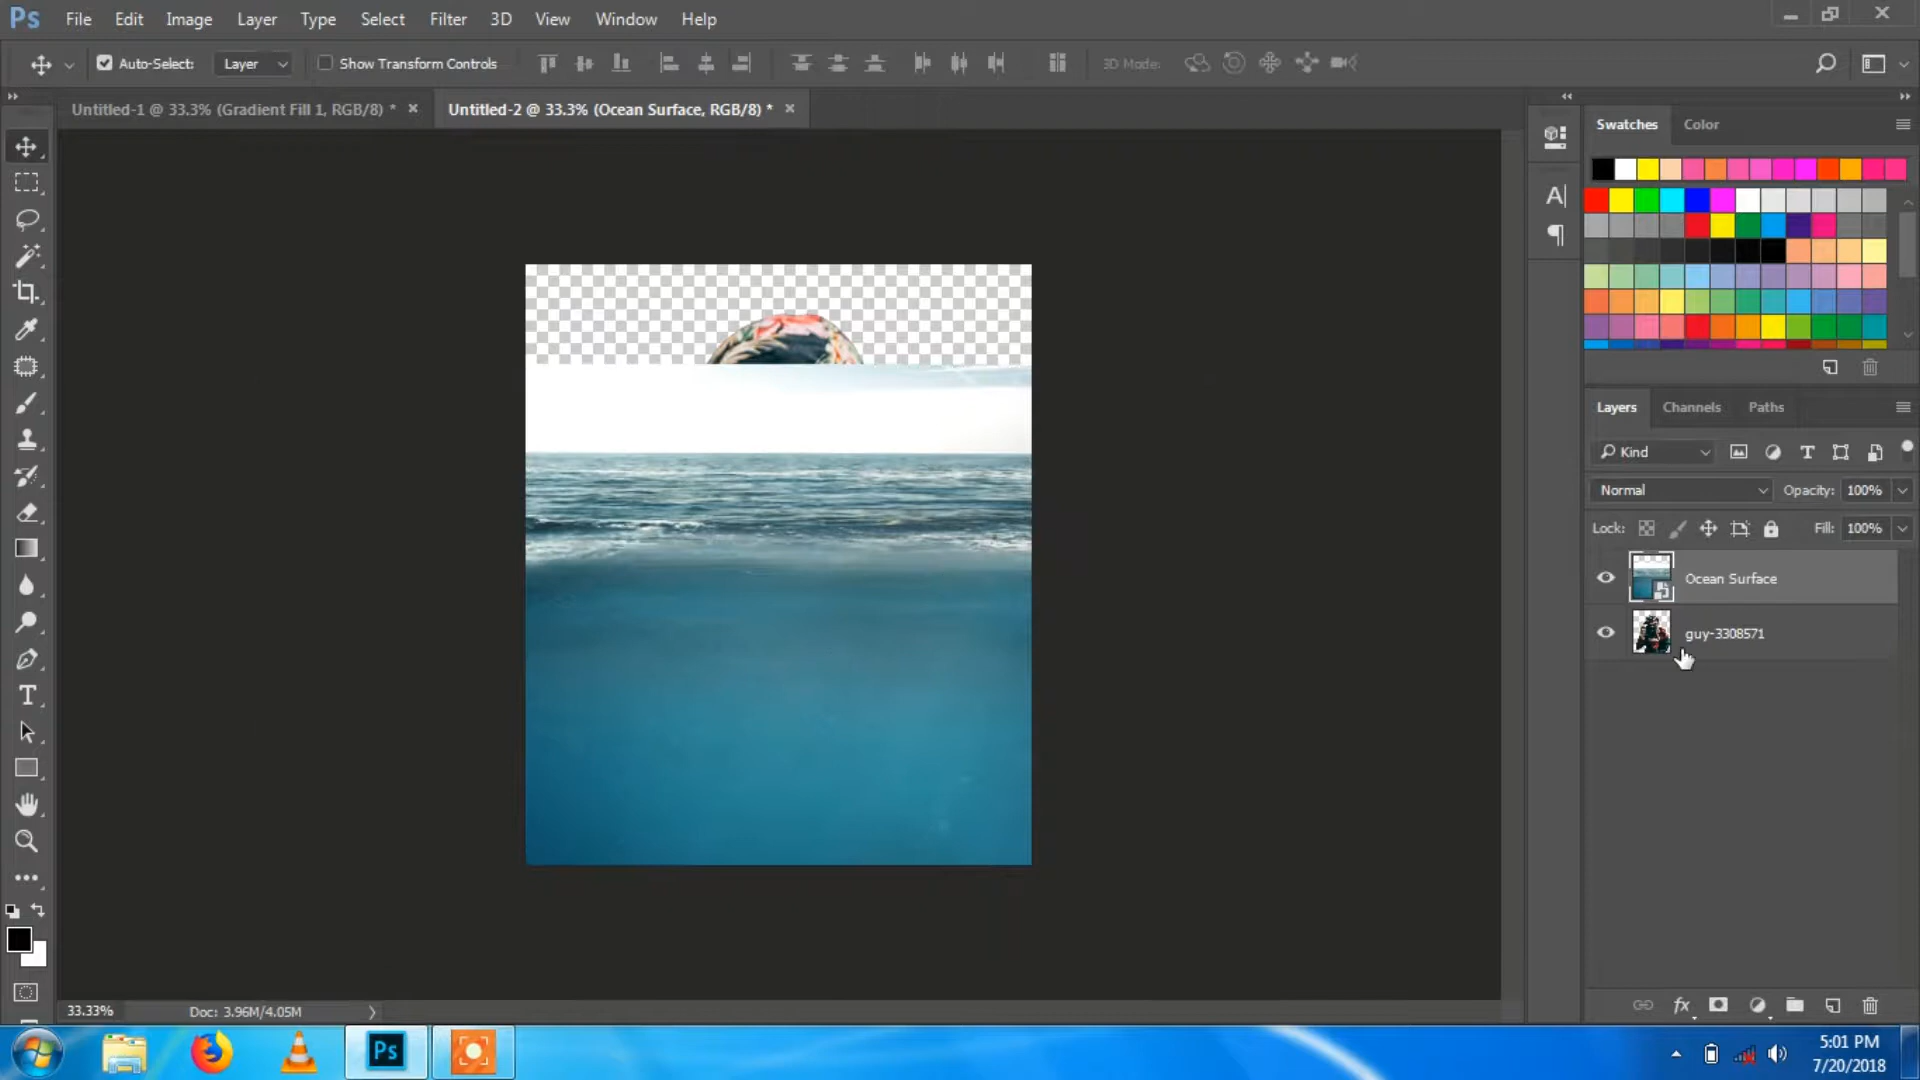 Ps File Edit Image Layer Type Select Filter 3D View Window Help
Auto-Select: Layer Show Transform Controls 3D Mode:
Untitled-1 @ 33.3% (Gradient Fill 1, RGB/8) * Untitled-2 @ 33.3% (Ocean Surface, RGB/8) *
Swatches Color
Layers Channels Paths
Kind
Normal Opacity: 100%
Lock: Fill: 100%
Ocean Surface
guy-3308571
33.33% Doc: 3.96M/4.05M
fx
Ps
5:01 PM
7/20/2018